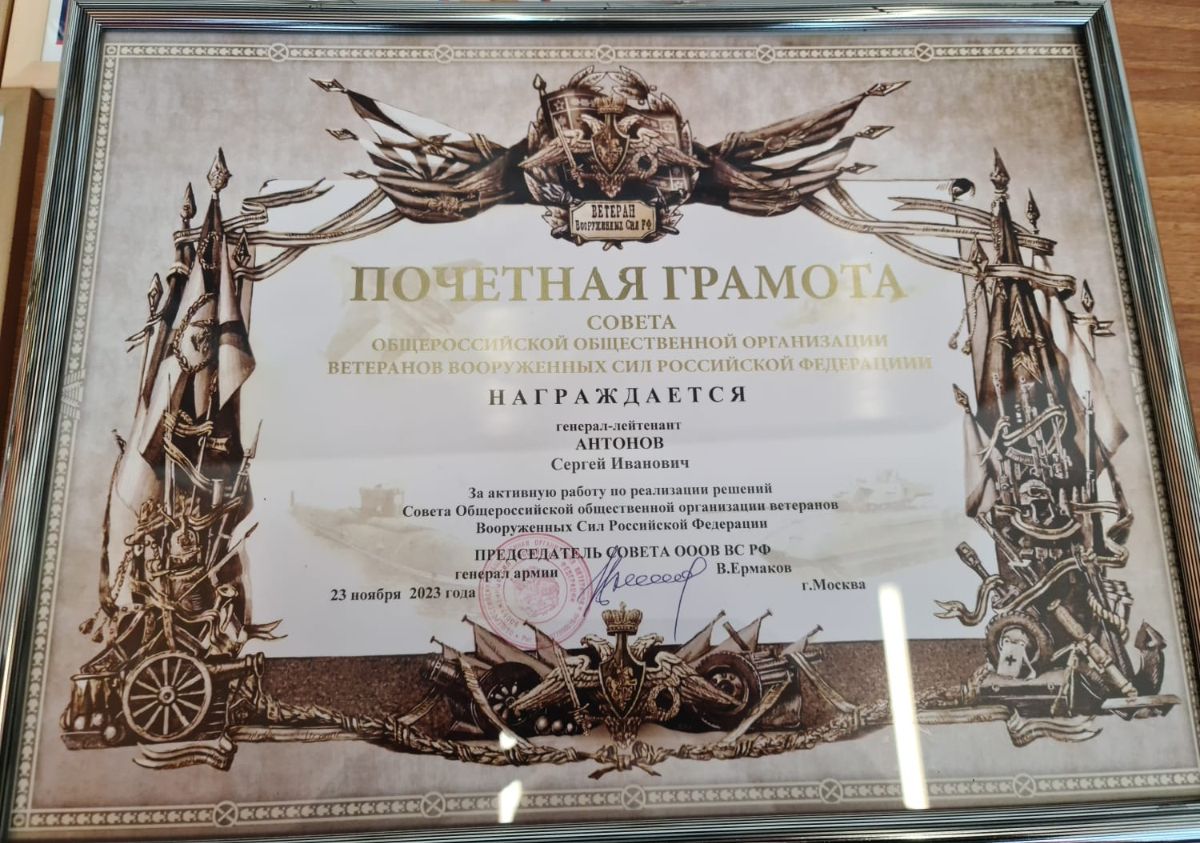 ВЕТЕРАН
ВООРУЖЕННЫХ СИЛ РФ
ПОЧЕТНАЯ ГРАМОТА
СОВЕТА
ОБЩЕРОССИЙСКОЙ ОБЩЕСТВЕННОЙ ОРГАНИЗАЦИИ
ВЕТЕРАНОВ ВООРУЖЕННЫХ СИЛ РОССИЙСКОЙ ФЕДЕРАЦИИИ
НАГРАЖДАЕТСЯ
генерал-лейтенант
АНТОНОВ
Сергей Иванович
За активную работу по реализации решений
Совета Общероссийской общественной организации ветеранов
Вооруженных Сил Российской Федерации
ПРЕДСЕДАТЕЛЬ СОВЕТА ОООВ ВС РФ
генерал армии В.Ермаков
23 ноября 2023 года г.Москва